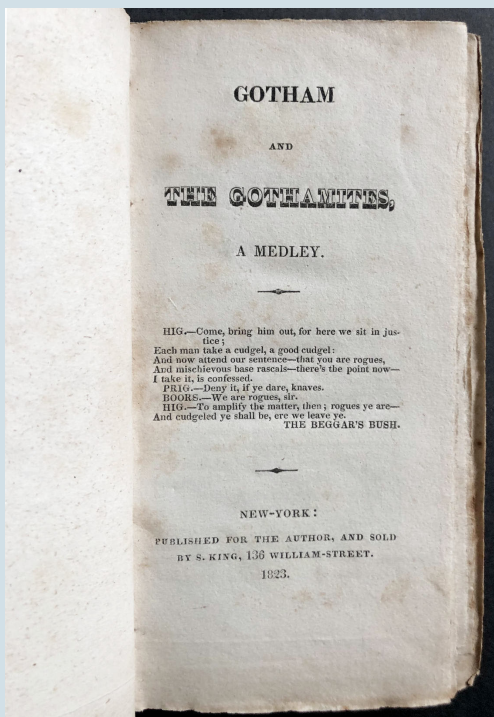 GOTHAM
AND
THE GOTHAMITES,
A MEDLEY.
HIG.—Come, bring him out, for here we sit in jus-
tice;
Each man take a cudgel, a good cudgel:
And now attend our sentence—that you are rogues,
And mischievous base rascals—there's the point now—
I take it, is confessed.
PRIG.—Deny it, if ye dare, knaves.
BOORS.—We are rogues, sir.
HIG.—To amplify the matter, then; rogues ye are—
And cudgeled ye shall be, ere we leave ye.
THE BEGGAR'S BUSH.
NEW-YORK:
PUBLISHED FOR THE AUTHOR, AND SOLD
BY S. KING, 136 WILLIAM-STREET.
1823.